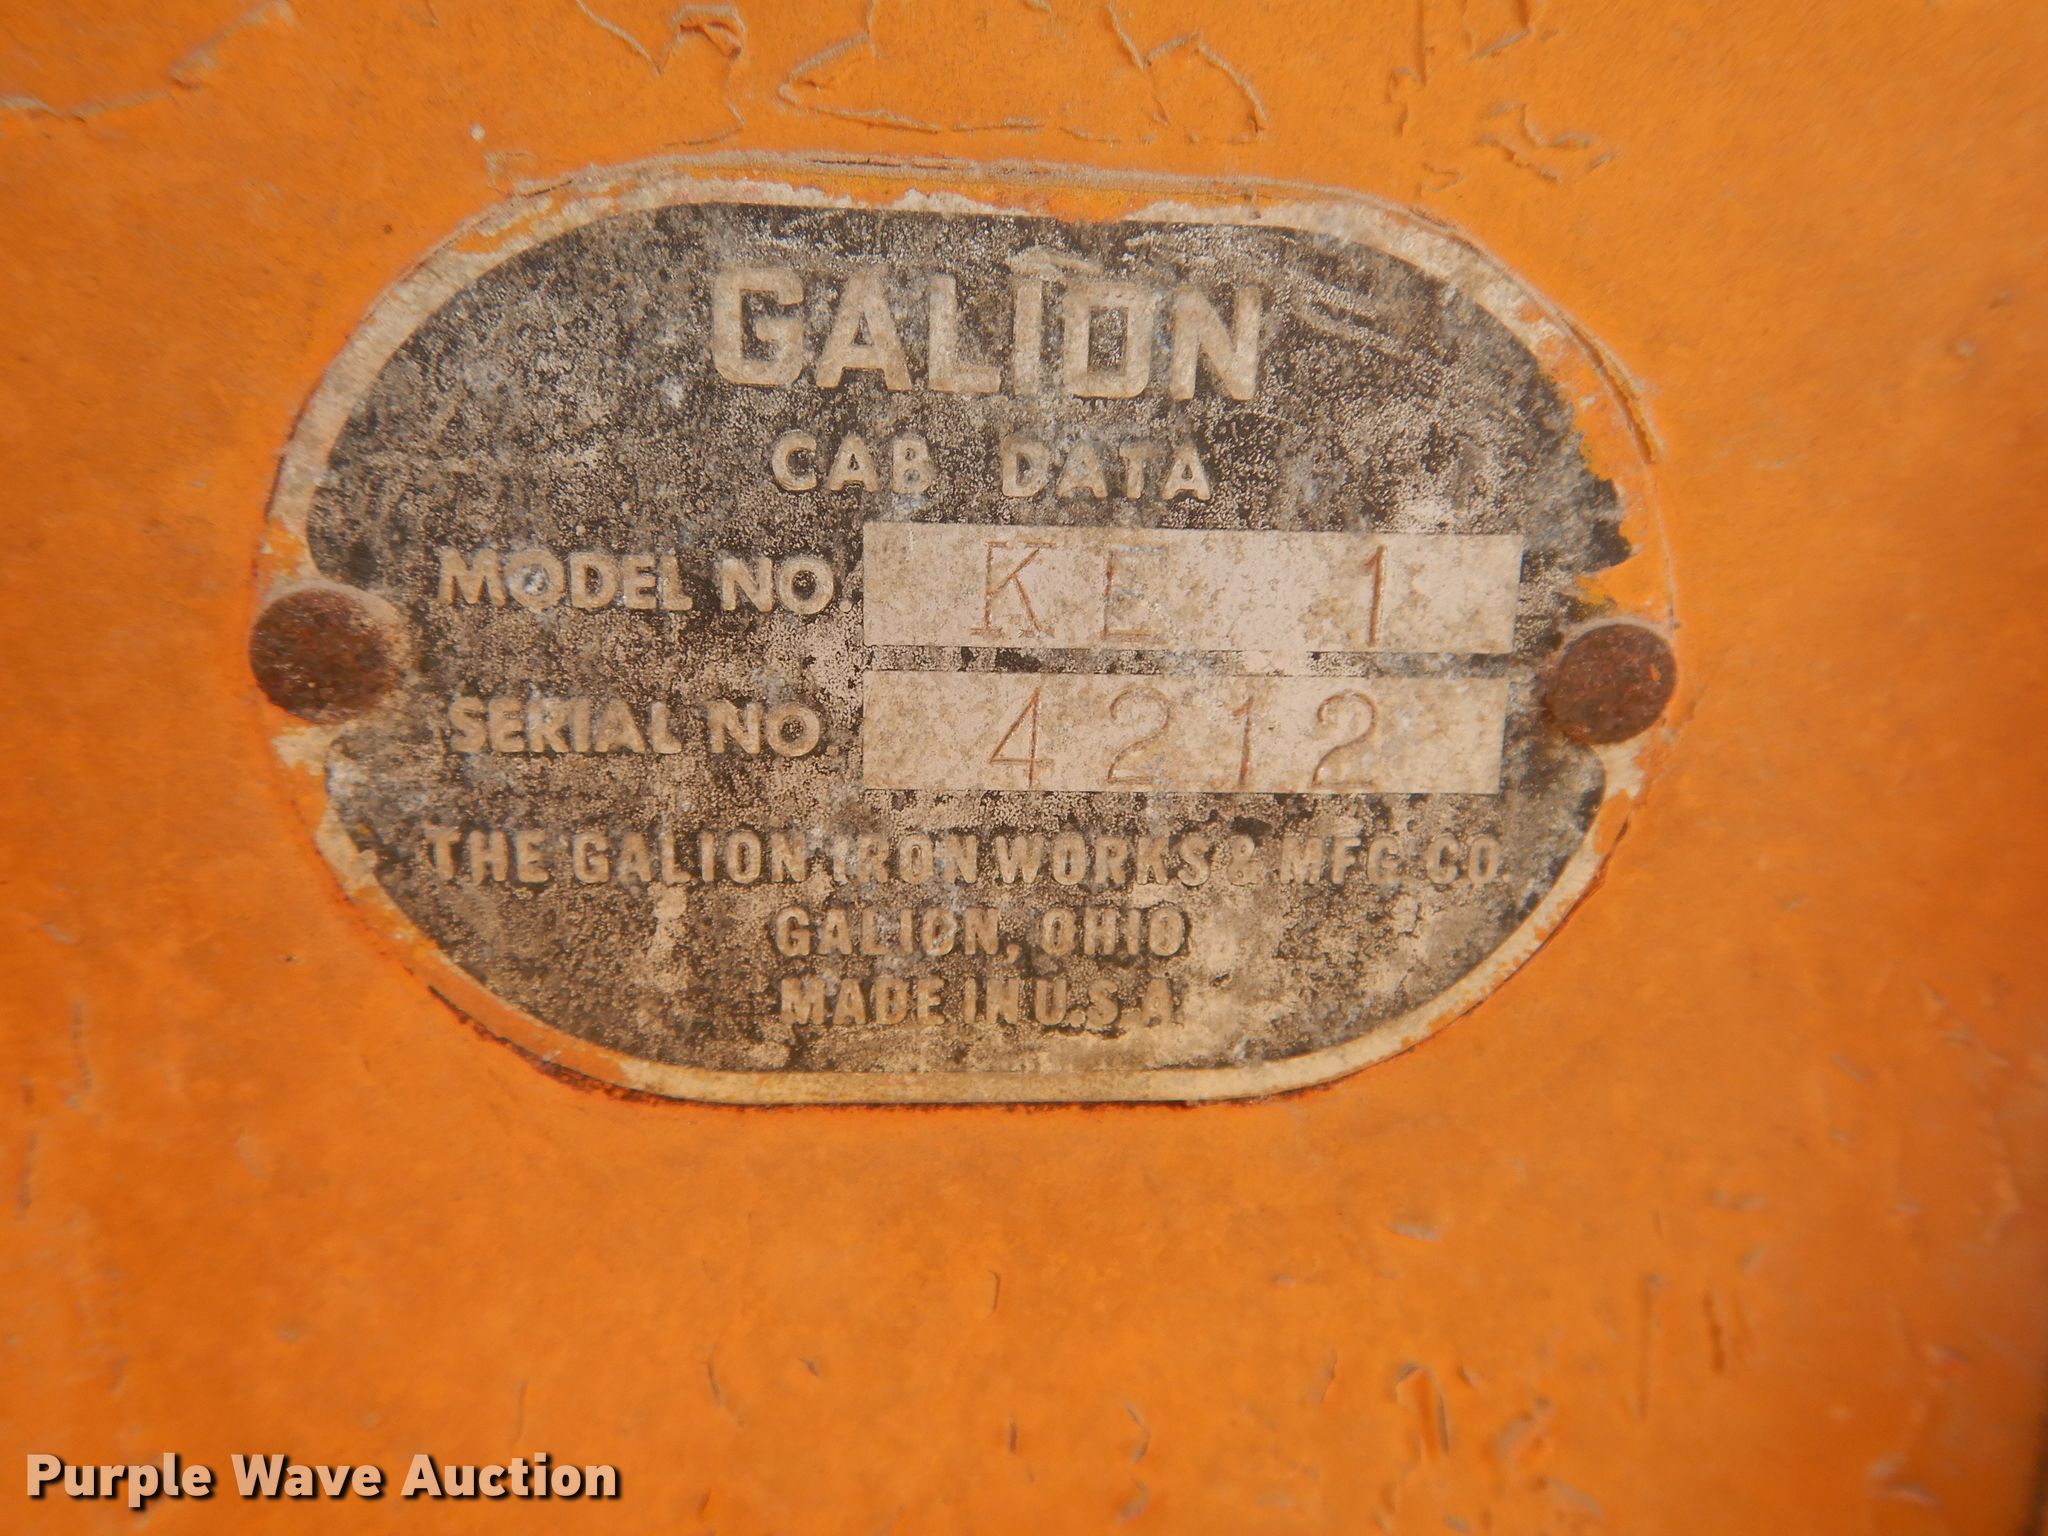 GALION
CAB DATA
MODEL NO. KE 1
SERIAL NO. 4212
THE GALION IRON WORKS & MFG. CO.
GALION, OHIO
MADE IN U.S.A.
Purple Wave Auction